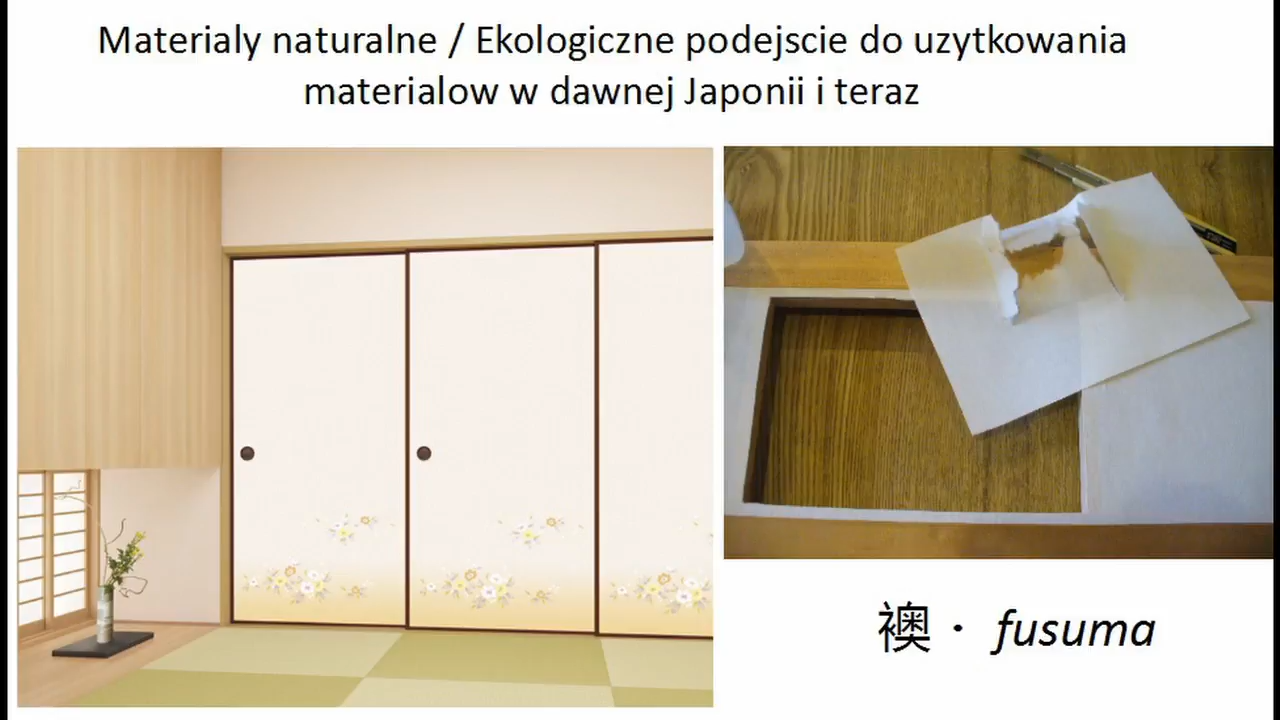 Materialy naturalne / Ekologiczne podejscie do uzytkowania
materialow w dawnej Japonii i teraz
襖・ fusuma